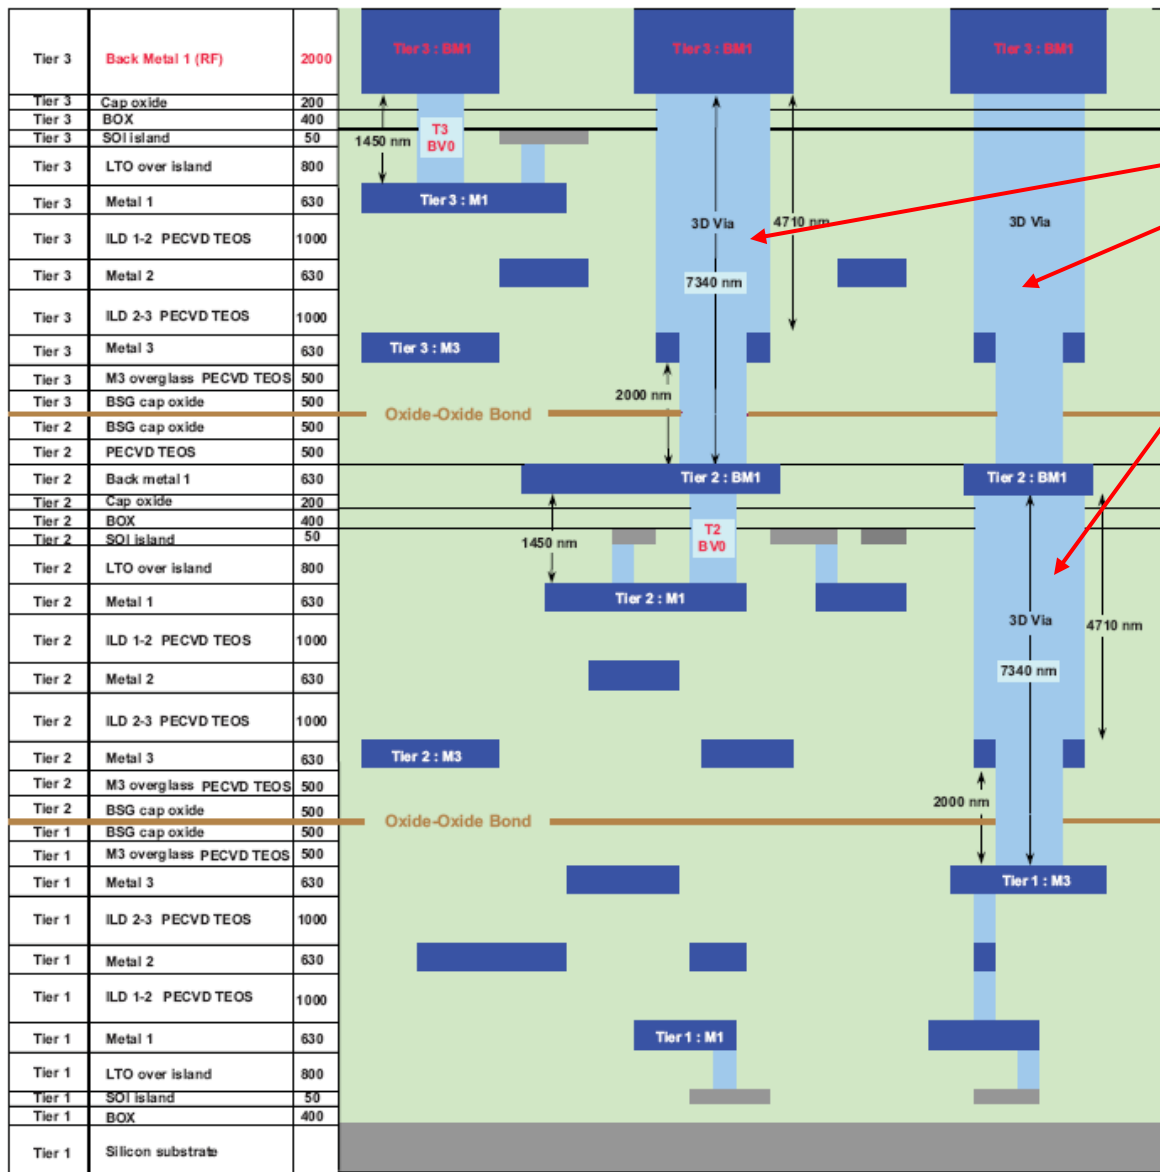 Tier 3 Back Metal 1 (RF) 2000
Tier 3 Cap oxide 200
Tier 3 BOX 400
Tier 3 SOI island 50
Tier 3 LTO over island 800
Tier 3 Metal 1 630
Tier 3 ILD 1-2 PECVD TEOS 1000
Tier 3 Metal 2 630
Tier 3 ILD 2-3 PECVD TEOS 1000
Tier 3 Metal 3 630
Tier 3 M3 overglass PECVD TEOS 500
Tier 3 BSG cap oxide 500
Tier 2 BSG cap oxide 500
Tier 2 PECVD TEOS 500
Tier 2 Back metal 1 630
Tier 2 Cap oxide 200
Tier 2 BOX 400
Tier 2 SOI island 50
Tier 2 LTO over island 800
Tier 2 Metal 1 630
Tier 2 ILD 1-2 PECVD TEOS 1000
Tier 2 Metal 2 630
Tier 2 ILD 2-3 PECVD TEOS 1000
Tier 2 Metal 3 630
Tier 2 M3 overglass PECVD TEOS 500
Tier 2 BSG cap oxide 500
Tier 1 BSG cap oxide 500
Tier 1 M3 overglass PECVD TEOS 500
Tier 1 Metal 3 630
Tier 1 ILD 2-3 PECVD TEOS 1000
Tier 1 Metal 2 630
Tier 1 ILD 1-2 PECVD TEOS 1000
Tier 1 Metal 1 630
Tier 1 LTO over island 800
Tier 1 SOI island 50
Tier 1 BOX 400
Tier 1 Silicon substrate
Tier 3 : BM1 Tier 3 : BM1 Tier 3 : BM1
T3
BV0
1450 nm
Tier 3 : M1
3D Via 4710 nm 3D Via
7340 nm
Tier 3 : M3
2000 nm
Oxide-Oxide Bond
Tier 2 : BM1 Tier 2 : BM1
T2
BV0
1450 nm
Tier 2 : M1
3D Via 4710 nm
7340 nm
Tier 2 : M3
2000 nm
Oxide-Oxide Bond
Tier 1 : M3
Tier 1 : M1